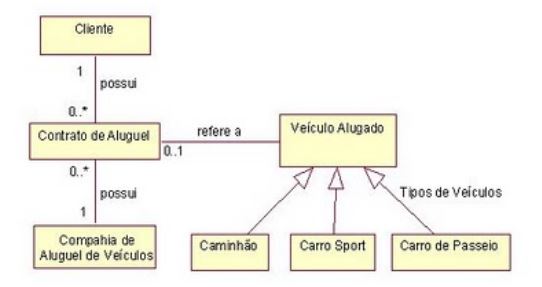 Cliente
1
possui
0..*
Contrato de Aluguel
refere a
0..1
Veículo Alugado
0..*
possui
1
Tipos de Veículos
Compahia de
Aluguel de Veículos
Caminhão
Carro Sport
Carro de Passeio